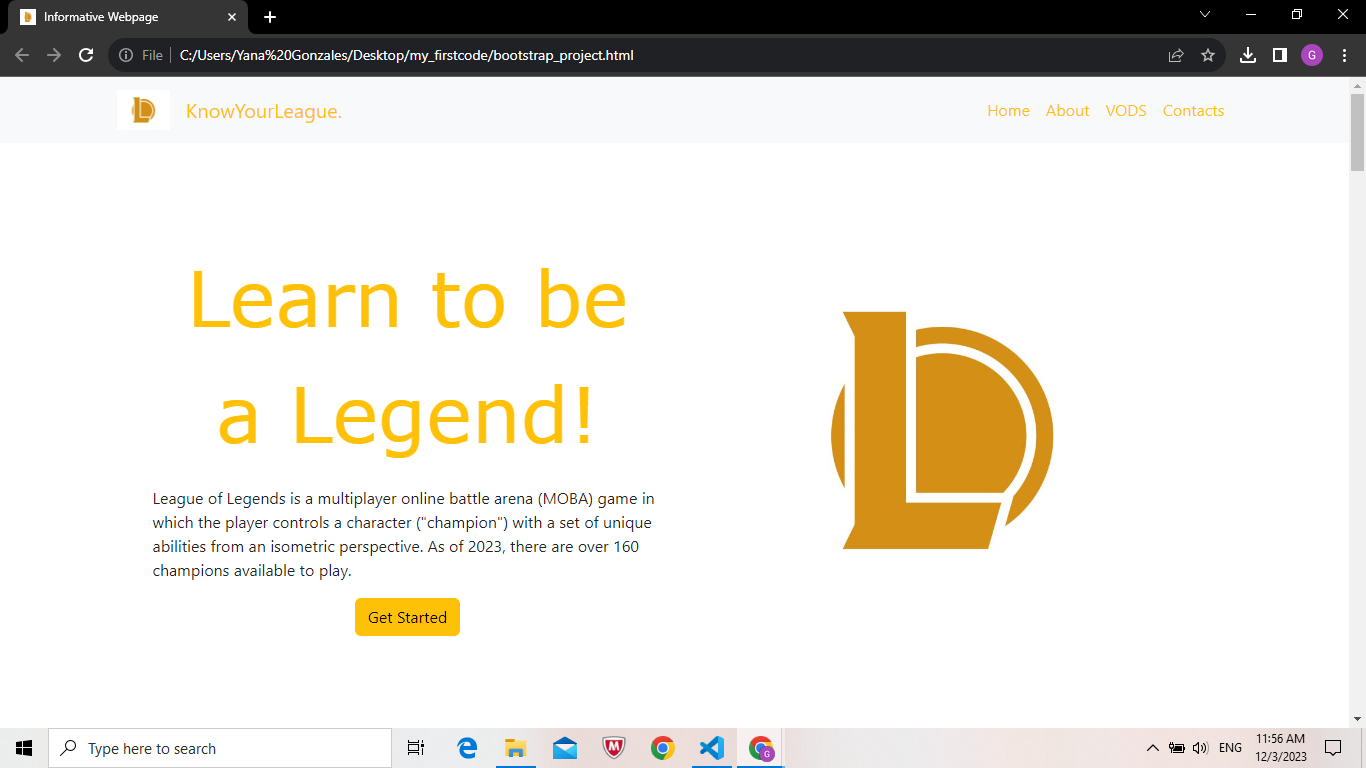 Informative Webpage
File
C:/Users/Yana%20Gonzales/Desktop/my_firstcode/bootstrap_project.html
G
KnowYourLeague.
Home About VODS Contacts
Learn to be
a Legend!
League of Legends is a multiplayer online battle arena (MOBA) game in
which the player controls a character ("champion") with a set of unique
abilities from an isometric perspective. As of 2023, there are over 160
champions available to play.
Get Started
Type here to search
G
ENG
11:56 AM
12/3/2023